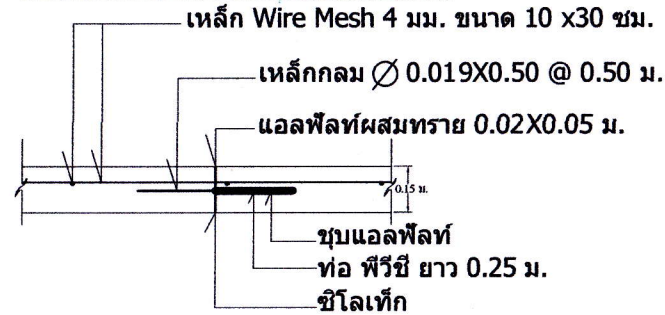 เหล็ก Wire Mesh 4 มม. ขนาด 10 x30 ซม.
เหล็กกลม ∅ 0.019X0.50 @ 0.50 ม.
แอลฟัลท์ผสมทราย 0.02X0.05 ม.
0.15 ม.
ชุบแอลฟัลท์
ท่อ พีวีซี ยาว 0.25 ม.
ซิโลเท็ก